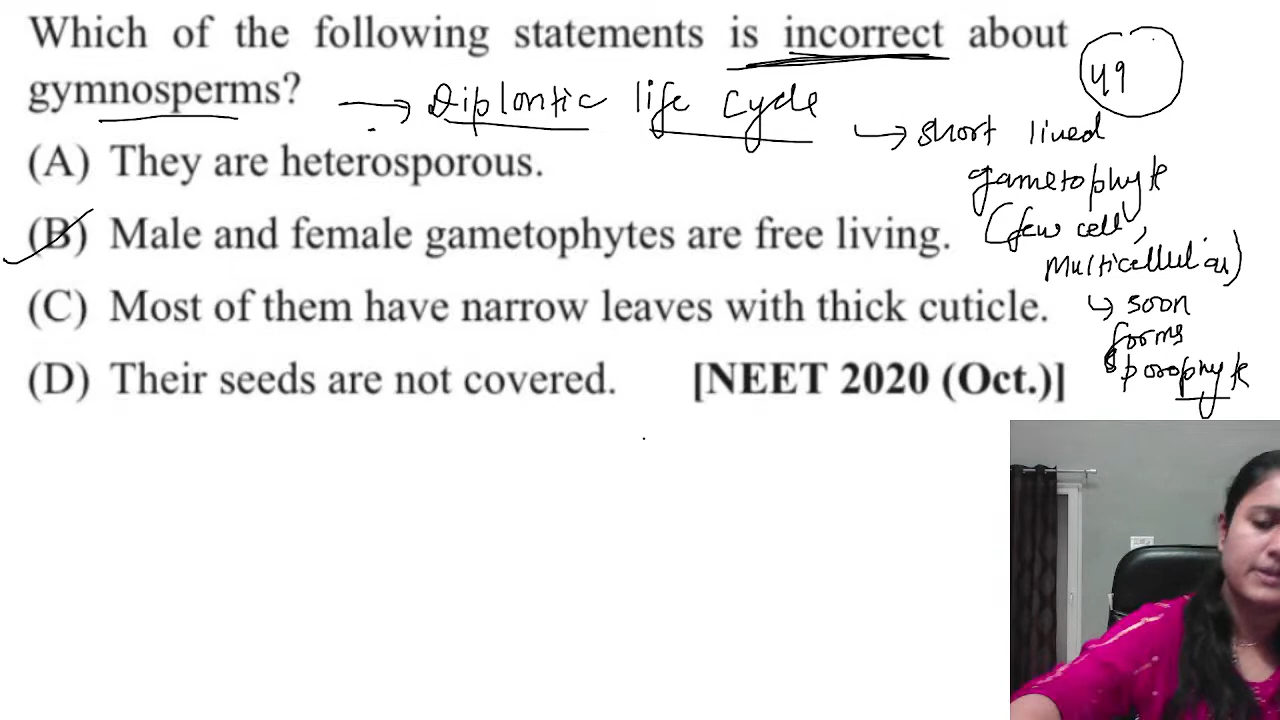 Which of the following statements is incorrect about
gymnosperms? → Diplontic life cycle
49
↳ short lived
gametophyte
(few cell,
multicellular)
↳ soon
forms
sporophyte
(A) They are heterosporous.
(B) Male and female gametophytes are free living.
(C) Most of them have narrow leaves with thick cuticle.
(D) Their seeds are not covered. [NEET 2020 (Oct.)]